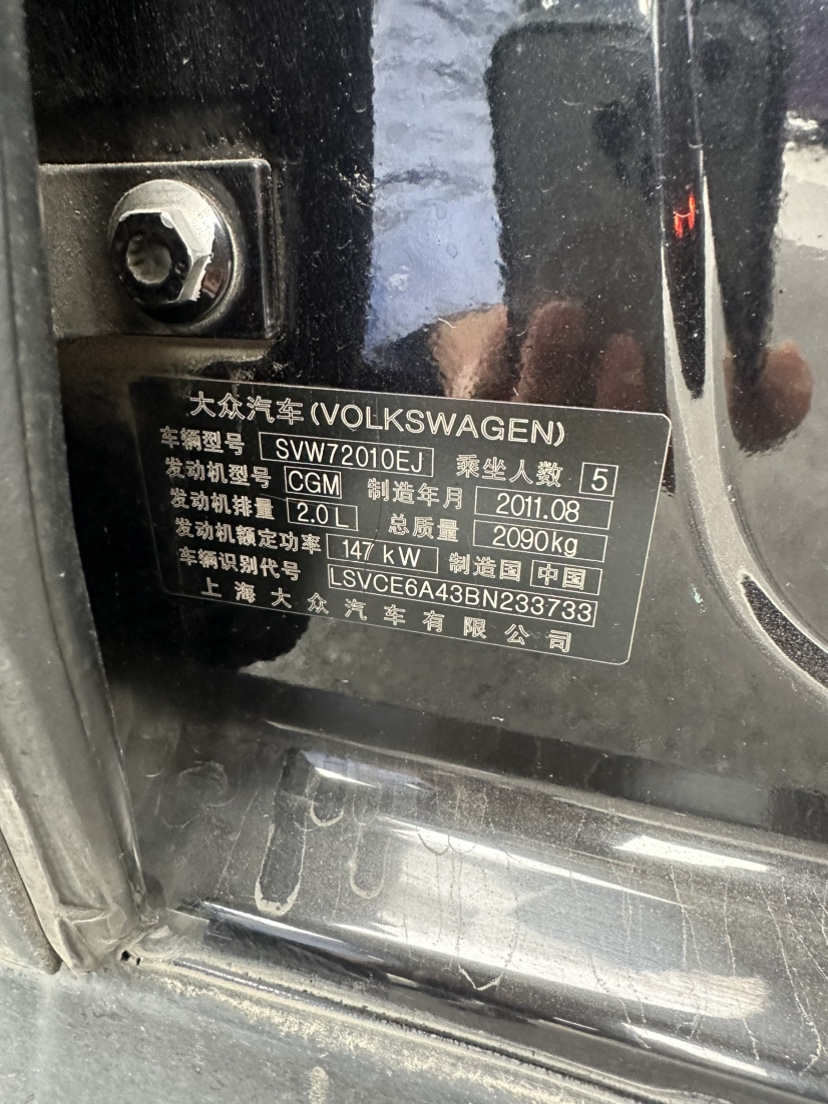 大众汽车(VOLKSWAGEN)
车辆型号 SVW72010EJ 乘坐人数 5
发动机型号 CGM 制造年月 2011.08
发动机排量 2.0L 总质量 2090kg
发动机额定功率 147kW 制造国 中国
车辆识别代号 LSVCE6A43BN233733
上海大众汽车有限公司